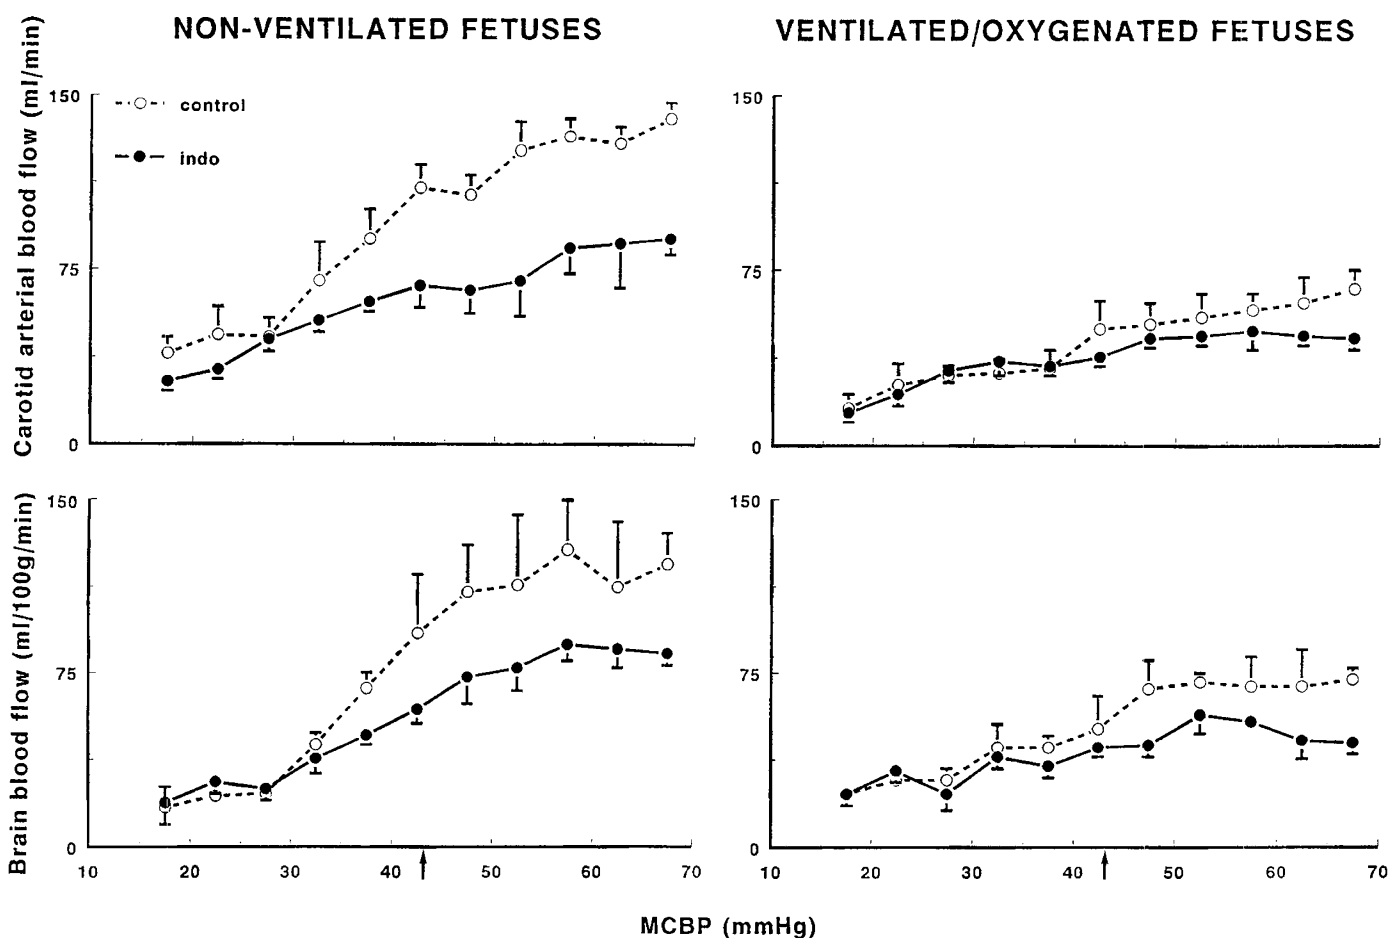 NON-VENTILATED FETUSES
VENTILATED/OXYGENATED FETUSES
Carotid arterial blood flow (ml/min)
150
75
0
control
indo
150
75
0
Brain blood flow (ml/100g/min)
150
75
0
10 20 30 40 50 60 70
150
75
0
10 20 30 40 50 60 70
MCBP (mmHg)